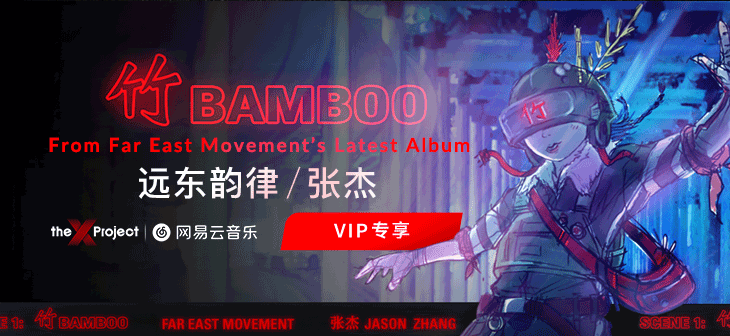 竹 BAMBOO
From Far East Movement's Latest Album
远东韵律 / 张杰
the X Project | 网易云音乐
VIP专享
竹
E 1: 竹 BAMBOO FAR EAST MOVEMENT 张杰 JASON ZHANG SCENE 1: 竹